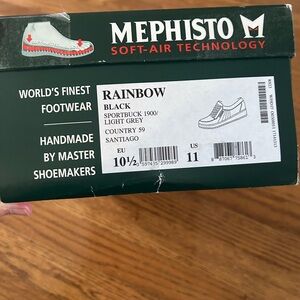 MEPHISTO M
SOFT-AIR TECHNOLOGY
WORLD'S FINEST
FOOTWEAR
HANDMADE
BY MASTER
SHOEMAKERS
RAINBOW
BLACK
SPORTBUCK 1900/
LIGHT GREY
COUNTRY 59
SANTIAGO
EU
10½
US
11